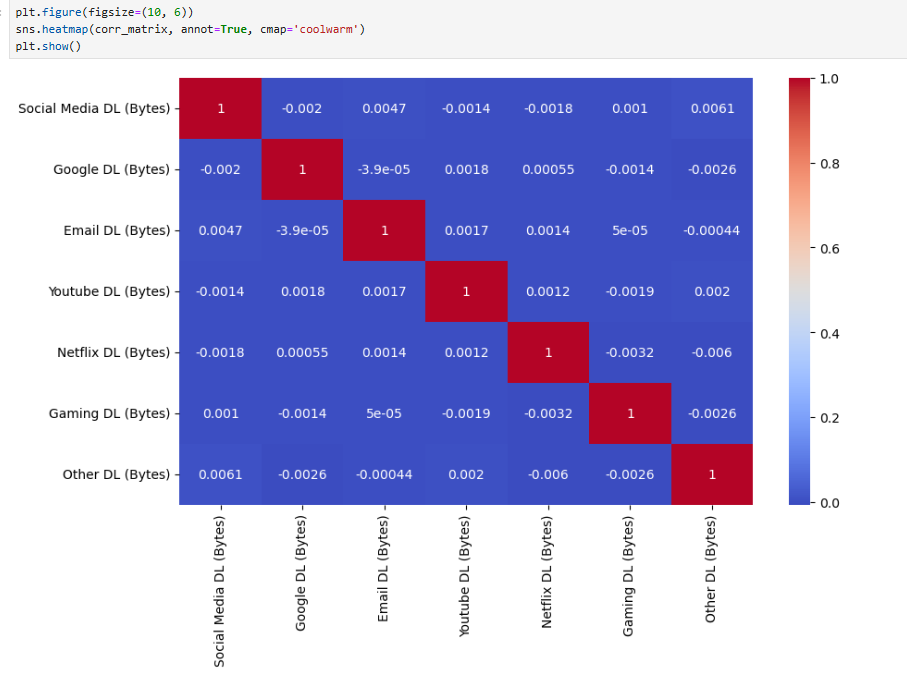 plt.figure(figsize=(10, 6))
sns.heatmap(corr_matrix, annot=True, cmap='coolwarm')
plt.show()
Social Media DL (Bytes) 1 -0.002 0.0047 -0.0014 -0.0018 0.001 0.0061
Google DL (Bytes) -0.002 1 -3.9e-05 0.0018 0.00055 -0.0014 -0.0026
Email DL (Bytes) 0.0047 -3.9e-05 1 0.0017 0.0014 5e-05 -0.00044
Youtube DL (Bytes) -0.0014 0.0018 0.0017 1 0.0012 -0.0019 0.002
Netflix DL (Bytes) -0.0018 0.00055 0.0014 0.0012 1 -0.0032 -0.006
Gaming DL (Bytes) 0.001 -0.0014 5e-05 -0.0019 -0.0032 1 -0.0026
Other DL (Bytes) 0.0061 -0.0026 -0.00044 0.002 -0.006 -0.0026 1
Social Media DL (Bytes)
Google DL (Bytes)
Email DL (Bytes)
Youtube DL (Bytes)
Netflix DL (Bytes)
Gaming DL (Bytes)
Other DL (Bytes)
1.0
0.8
0.6
0.4
0.2
0.0